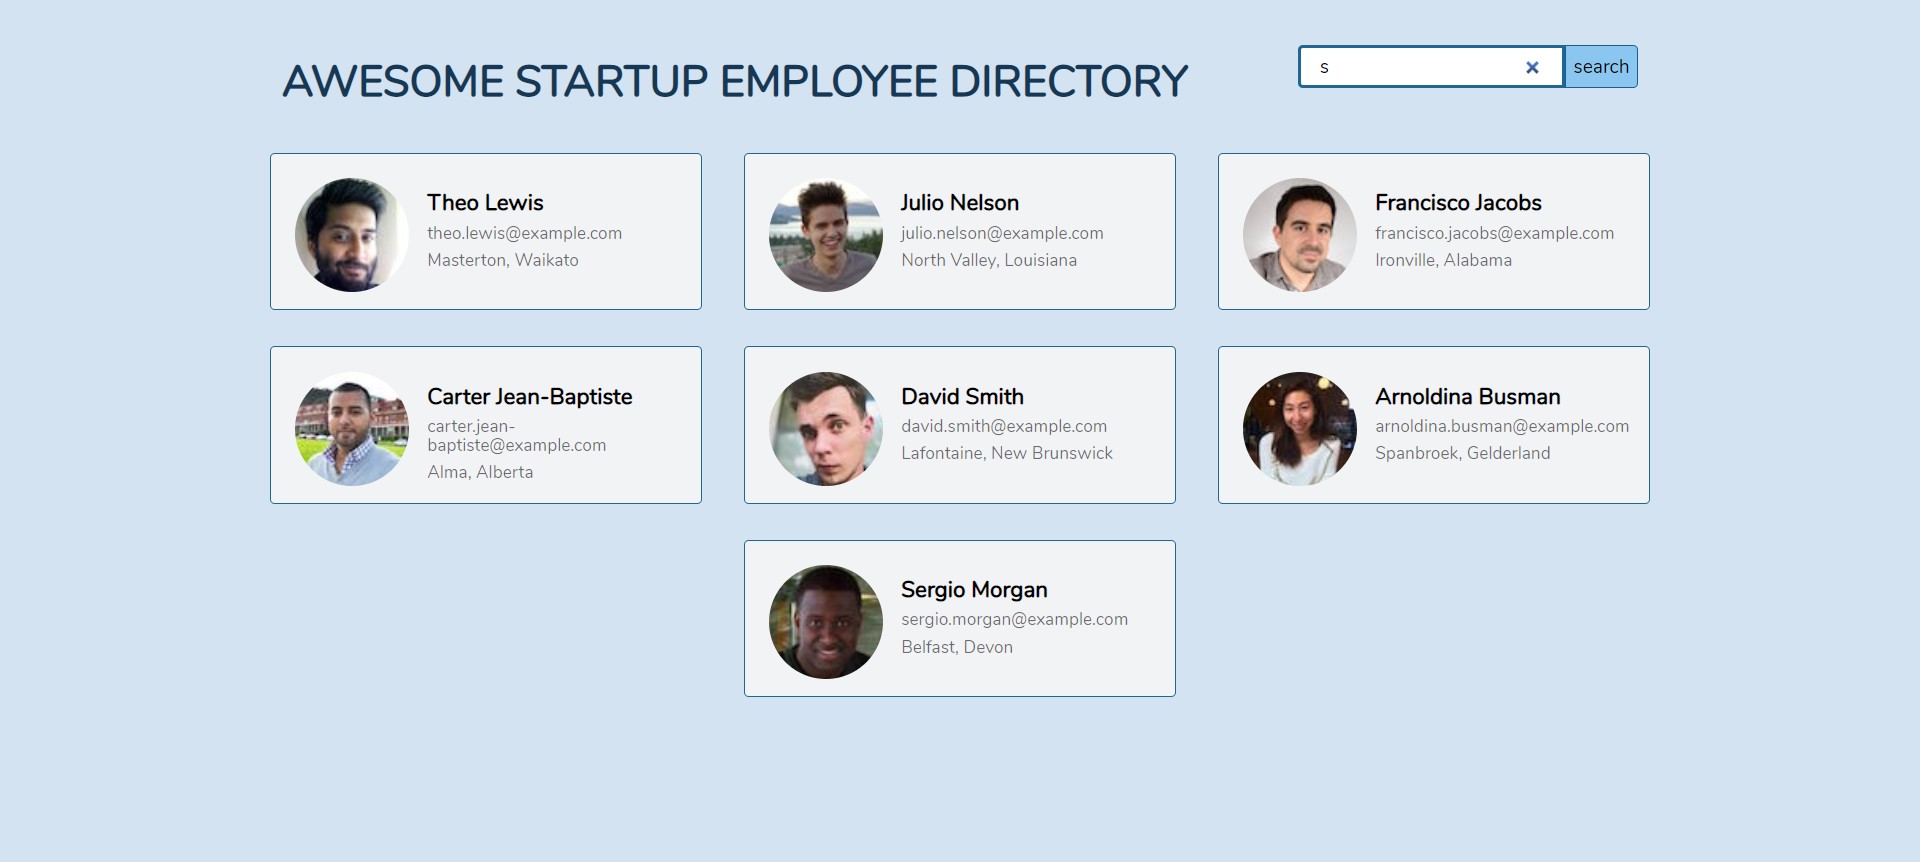 AWESOME STARTUP EMPLOYEE DIRECTORY
s
search
Theo Lewis
theo.lewis@example.com
Masterton, Waikato
Julio Nelson
julio.nelson@example.com
North Valley, Louisiana
Francisco Jacobs
francisco.jacobs@example.com
Ironville, Alabama
Carter Jean-Baptiste
carter.jean-
baptiste@example.com
Alma, Alberta
David Smith
david.smith@example.com
Lafontaine, New Brunswick
Arnoldina Busman
arnoldina.busman@example.com
Spanbroek, Gelderland
Sergio Morgan
sergio.morgan@example.com
Belfast, Devon